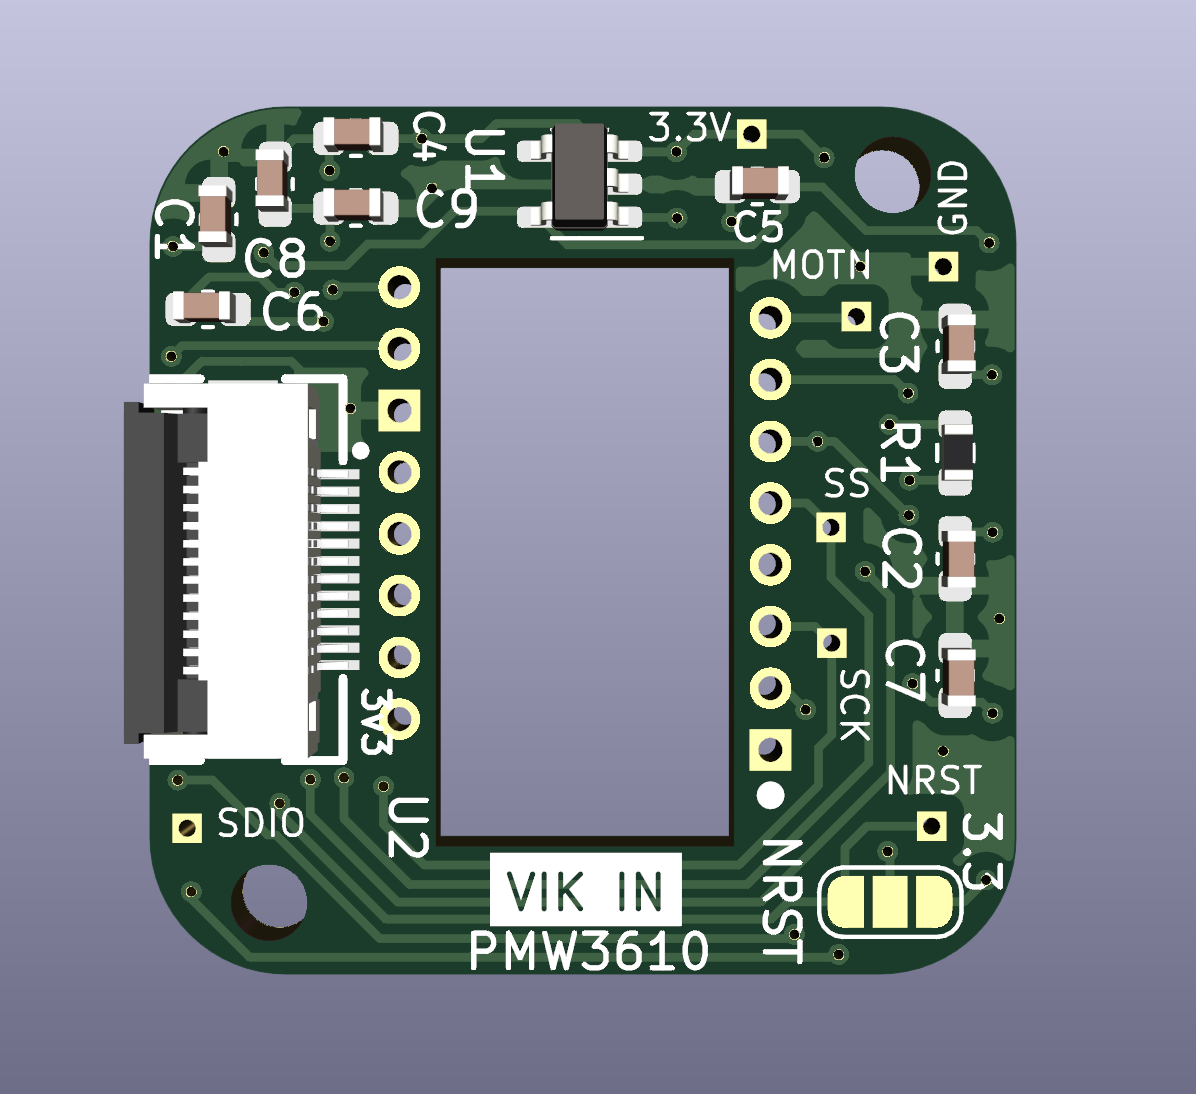 C4
U1
3.3V
GND
C1
C9
C5
C8
MOTN
C6
C3
R1
SS
C2
C7
3V3
SCK
NRST
SDIO
U2
3.3
NRST
VIK IN
PMW3610